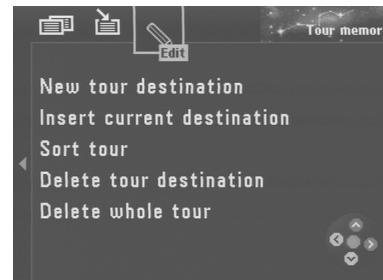 Tour memor
Edit
New tour destination
Insert current destination
Sort tour
Delete tour destination
Delete whole tour